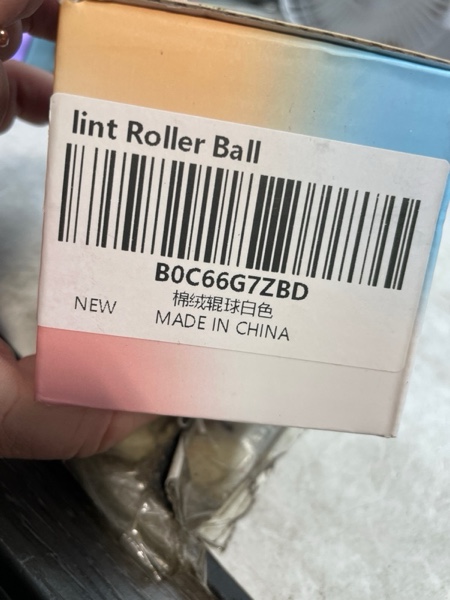 lint Roller Ball
B0C66G7ZBD
棉绒辊球白色
NEW
MADE IN CHINA